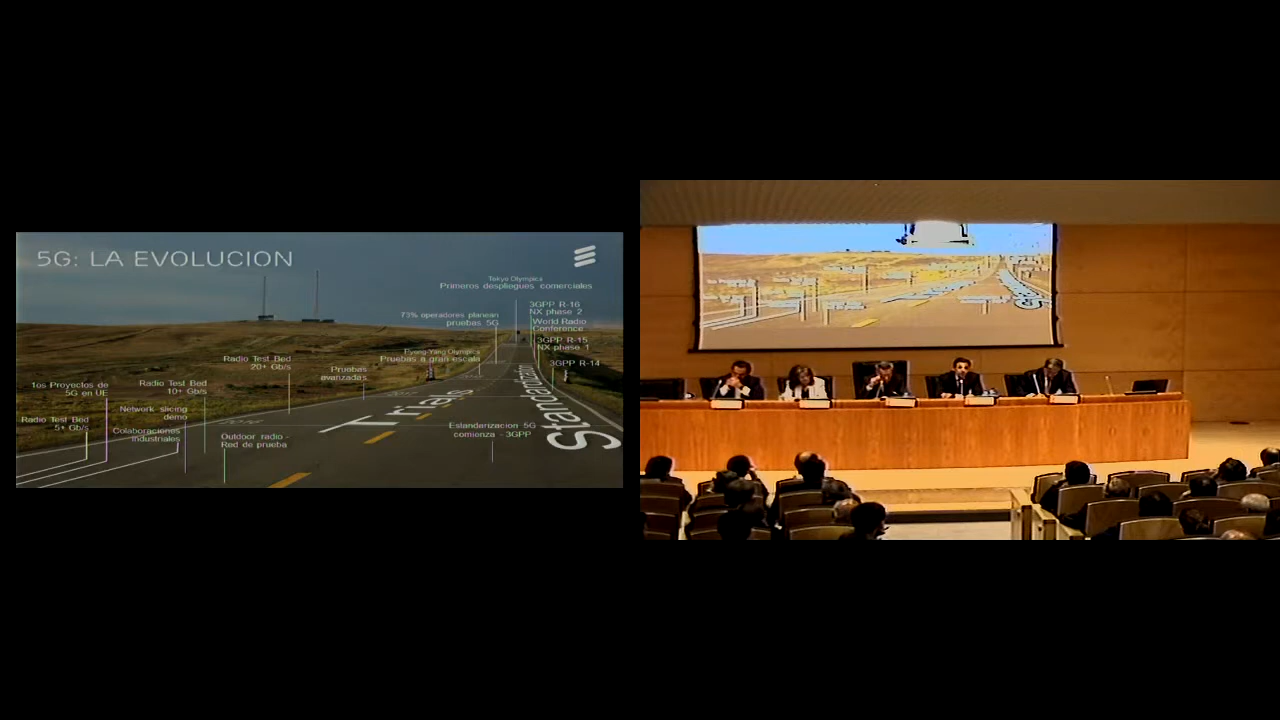 5G: LA EVOLUCION
Tokyo Olympics
Primeros despliegues comerciales
3GPP R-16
NX phase 2
World Radio
Conference
3GPP R-15
NX phase 1
3GPP R-14
73% operadores planean
pruebas 5G
Pyong-Yang Olympics
Pruebas a gran escala
Pruebas
avanzadas
Radio Test Bed
20+ Gb/s
Radio Test Bed
10+ Gb/s
1os Proyectos de
5G en UE
Network slicing
demo
Radio Test Bed
5+ Gb/s
Colaboraciones
industriales
Outdoor radio -
Red de prueba
Trials
Estandarizacion 5G
comienza - 3GPP